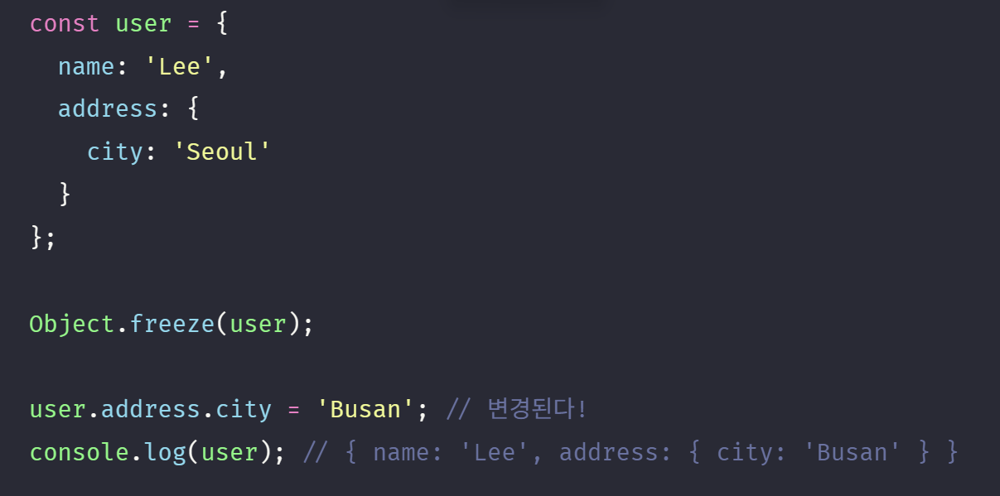 const user = {
  name: 'Lee',
  address: {
    city: 'Seoul'
  }
};
Object.freeze(user);
user.address.city = 'Busan'; // 변경된다!
console.log(user); // { name: 'Lee', address: { city: 'Busan' } }